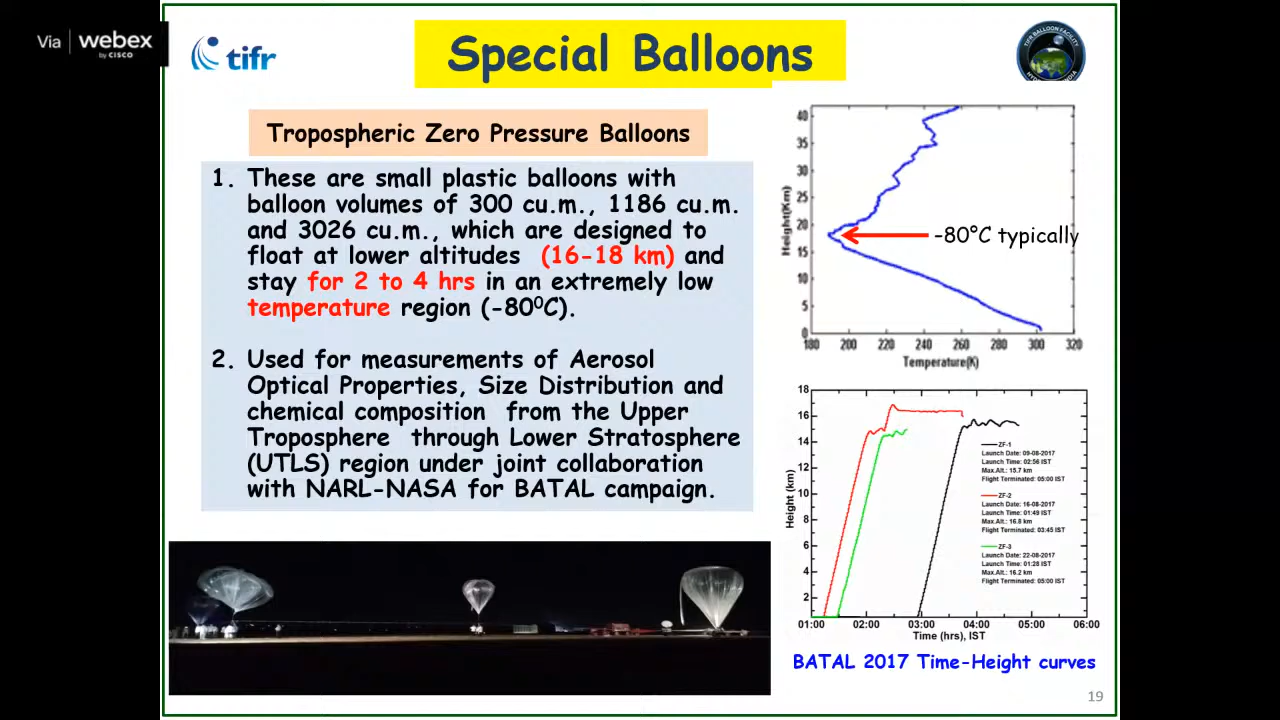 Via webex
by CISCO
tifr
Special Balloons
TIFR BALLOON FACILITY
Tropospheric Zero Pressure Balloons
1. These are small plastic balloons with
balloon volumes of 300 cu.m., 1186 cu.m.
and 3026 cu.m., which are designed to
float at lower altitudes (16-18 km) and
stay for 2 to 4 hrs in an extremely low
temperature region (-80⁰C).
2. Used for measurements of Aerosol
Optical Properties, Size Distribution and
chemical composition from the Upper
Troposphere through Lower Stratosphere
(UTLS) region under joint collaboration
with NARL-NASA for BATAL campaign.
40
35
30
25
20
15
10
5
0
Height(Km)
-80°C typically
180 200 220 240 260 280 300 320
Temperature(K)
18
16
14
12
10
8
6
4
2
Height (km)
ZF-1
Launch Date: 09-08-2017
Launch Time: 02:56 IST
Max.Alt.: 15.7 km
Flight Terminated: 05:00 IST
ZF-2
Launch Date: 16-08-2017
Launch Time: 01:49 IST
Max.Alt.: 16.8 km
Flight Terminated: 03:45 IST
ZF-3
Launch Date: 22-08-2017
Launch Time: 01:28 IST
Max.Alt.: 16.2 km
Flight Terminated: 05:00 IST
01:00 02:00 03:00 04:00 05:00 06:00
Time (hrs), IST
BATAL 2017 Time-Height curves
19